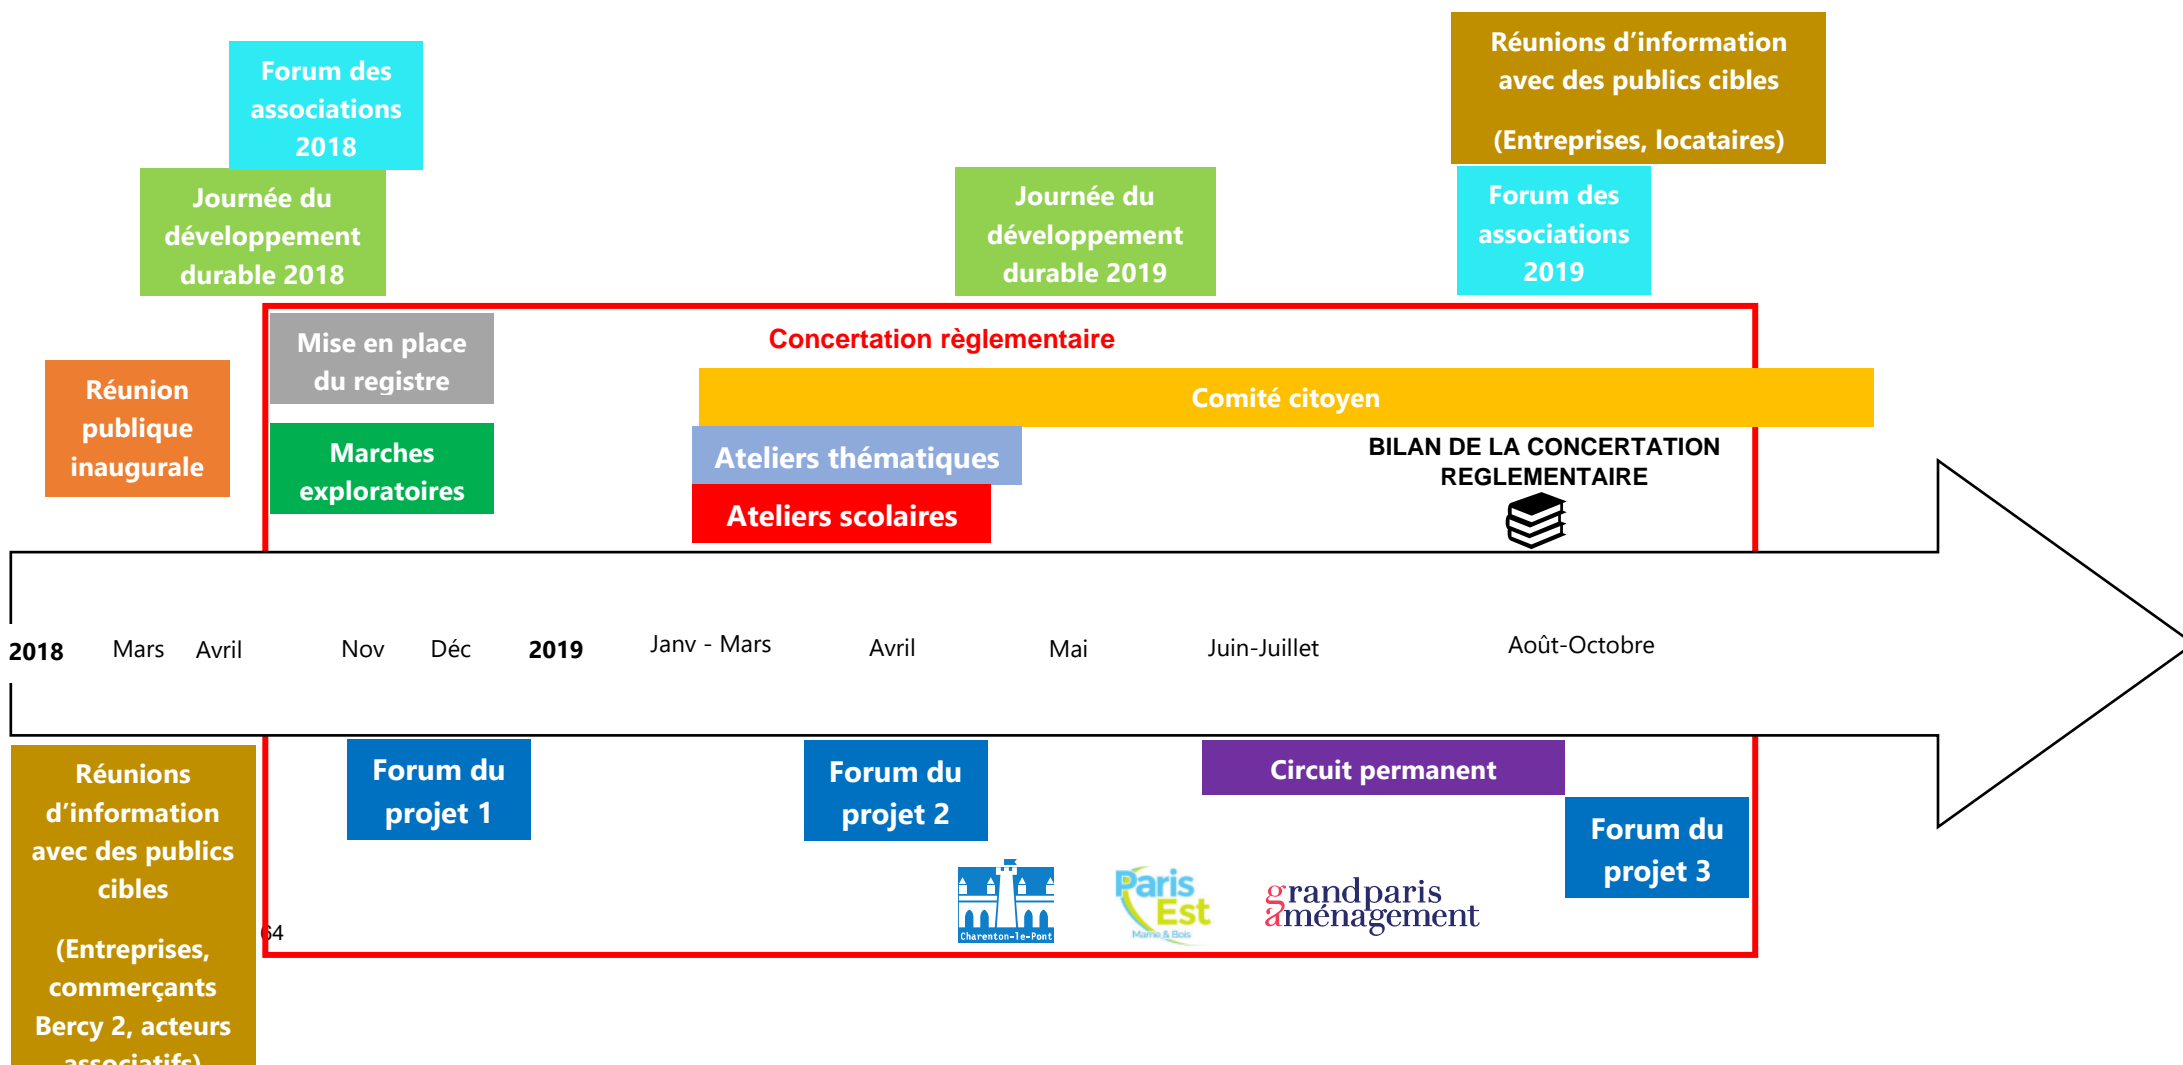 Réunions d’information
avec des publics cibles
(Entreprises, locataires)
Forum des
associations
2018
Journée du
développement
durable 2018
Journée du
développement
durable 2019
Forum des
associations
2019
Concertation règlementaire
Mise en place
du registre
Réunion
publique
inaugurale
Comité citoyen
Marches
exploratoires
Ateliers thématiques
BILAN DE LA CONCERTATION
REGLEMENTAIRE
Ateliers scolaires
2018 Mars Avril Nov Déc 2019 Janv - Mars Avril Mai Juin-Juillet Août-Octobre
Réunions
d’information
avec des publics
cibles
(Entreprises,
commerçants
Bercy 2, acteurs
associatifs)
Forum du
projet 1
Forum du
projet 2
Circuit permanent
Forum du
projet 3
Charenton-le-Pont
Paris
Est
Marne & Bois
grandparis
aménagement
64